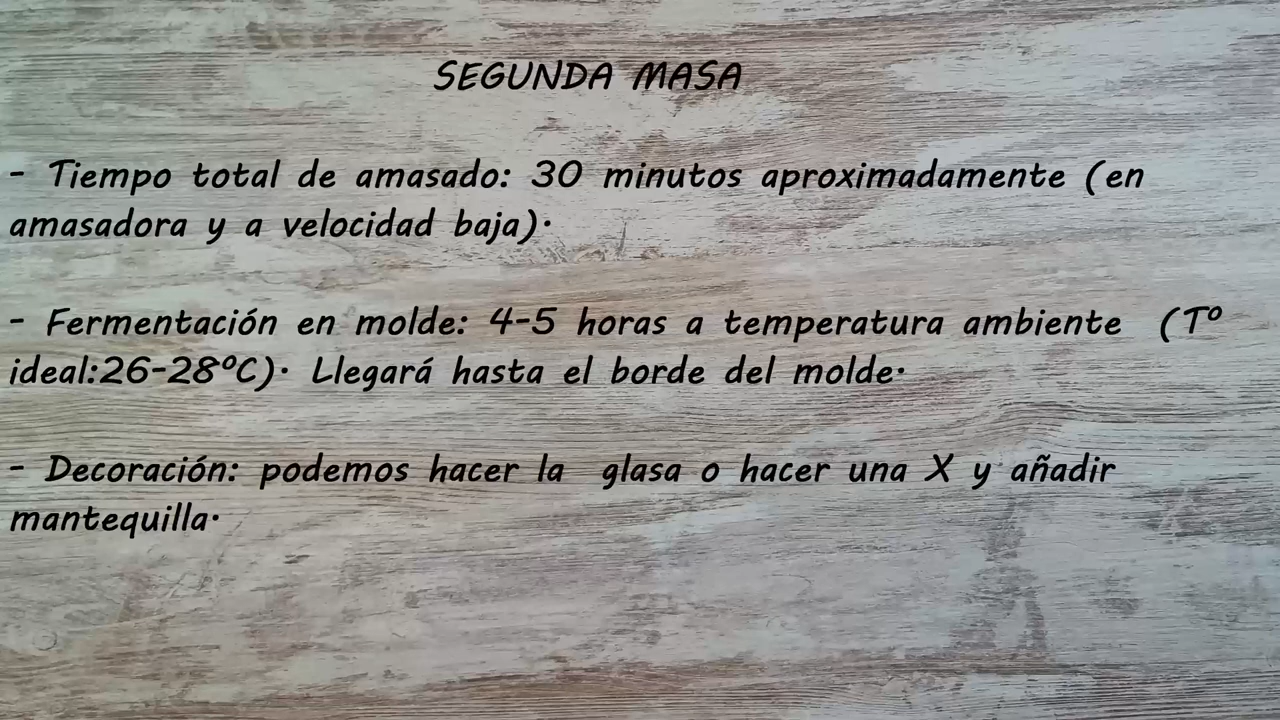 SEGUNDA MASA
- Tiempo total de amasado: 30 minutos aproximadamente (en
amasadora y a velocidad baja).
- Fermentación en molde: 4-5 horas a temperatura ambiente (Tº
ideal:26-28ºC). Llegará hasta el borde del molde.
- Decoración: podemos hacer la glasa o hacer una X y añadir
mantequilla.